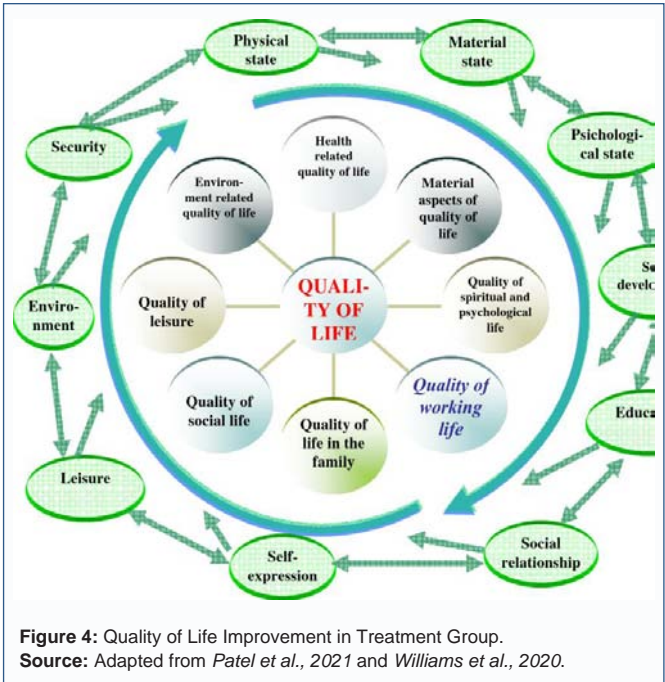 Physical
state
Material
state
Psichologi-
cal state
develo
Educa
Social
relationship
Self-
expression
Leisure
Environ-
nment
Security
Health
related
quality of life
Material
aspects of
quality of
life
Quality of
spiritual and
psychological
life
Quality of
working
life
Quality of
life in the
family
Quality of
social life
Quality of
leisure
Environ-
ment related
quality of life
QUALI-
TY OF
LIFE
Figure 4: Quality of Life Improvement in Treatment Group.
Source: Adapted from Patel et al., 2021 and Williams et al., 2020.